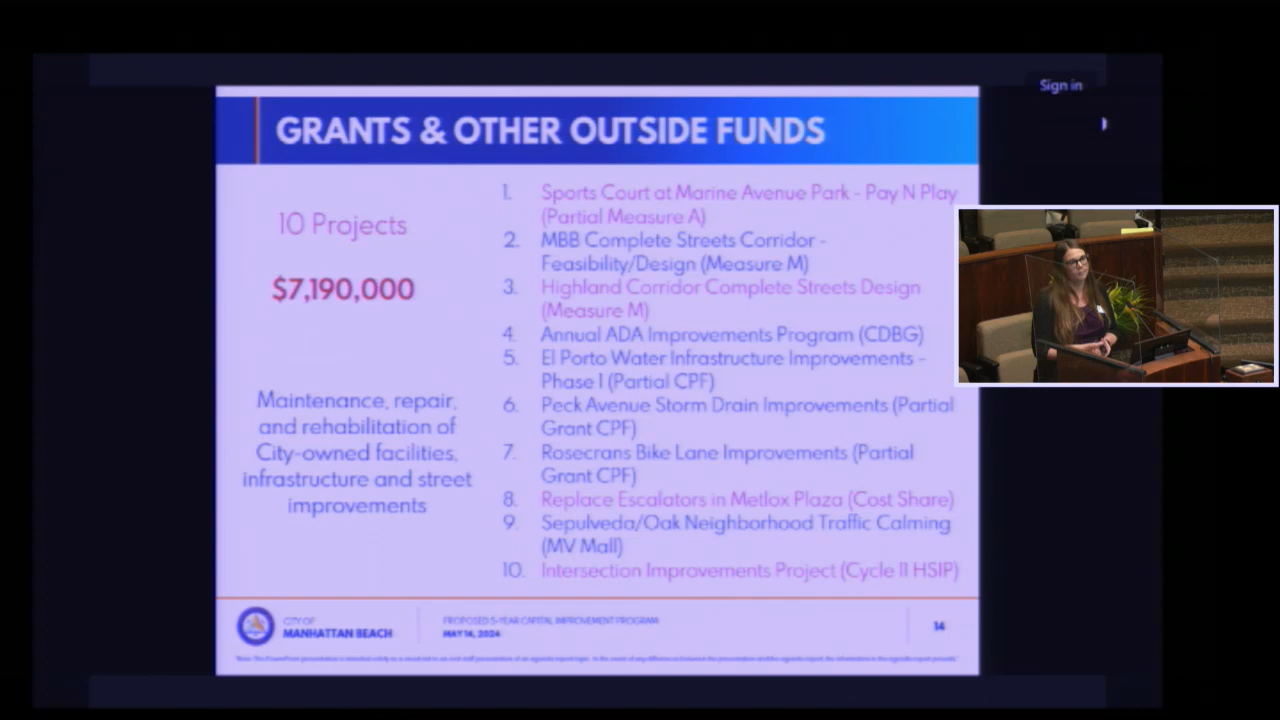 Sign in
GRANTS & OTHER OUTSIDE FUNDS
10 Projects
$7,190,000
Maintenance, repair,
and rehabilitation of
City-owned facilities,
infrastructure and street
improvements
1. Sports Court at Marine Avenue Park - Pay N Play
(Partial Measure A)
2. MBB Complete Streets Corridor -
Feasibility/Design (Measure M)
3. Highland Corridor Complete Streets Design
(Measure M)
4. Annual ADA Improvements Program (CDBG)
5. El Porto Water Infrastructure Improvements -
Phase I (Partial CPF)
6. Peck Avenue Storm Drain Improvements (Partial
Grant CPF)
7. Rosecrans Bike Lane Improvements (Partial
Grant CPF)
8. Replace Escalators in Metlox Plaza (Cost Share)
9. Sepulveda/Oak Neighborhood Traffic Calming
(MV Mall)
10. Intersection Improvements Project (Cycle 11 HSIP)
CITY OF
MANHATTAN BEACH
PROPOSED 5-YEAR CAPITAL IMPROVEMENT PROGRAM
MAY 14, 2024
14